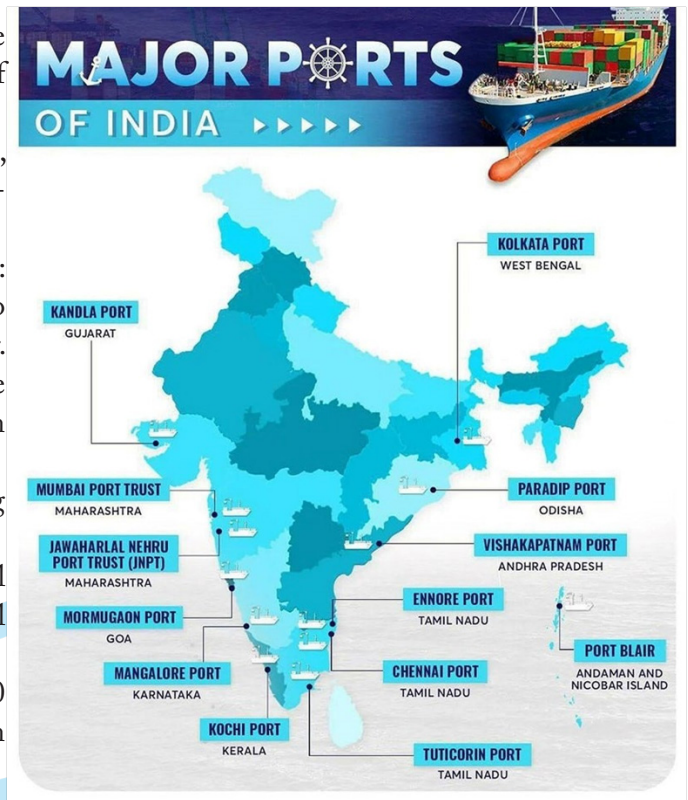 MAJOR PORTS
OF INDIA
KOLKATA PORT
WEST BENGAL
KANDLA PORT
GUJARAT
MUMBAI PORT TRUST
MAHARASHTRA
PARADIP PORT
ODISHA
JAWAHARLAL NEHRU
PORT TRUST (JNPT)
MAHARASHTRA
VISHAKAPATNAM PORT
ANDHRA PRADESH
ENNORE PORT
TAMIL NADU
MORMUGAON PORT
GOA
PORT BLAIR
ANDAMAN AND
NICOBAR ISLAND
MANGALORE PORT
KARNATAKA
CHENNAI PORT
TAMIL NADU
KOCHI PORT
KERALA
TUTICORIN PORT
TAMIL NADU